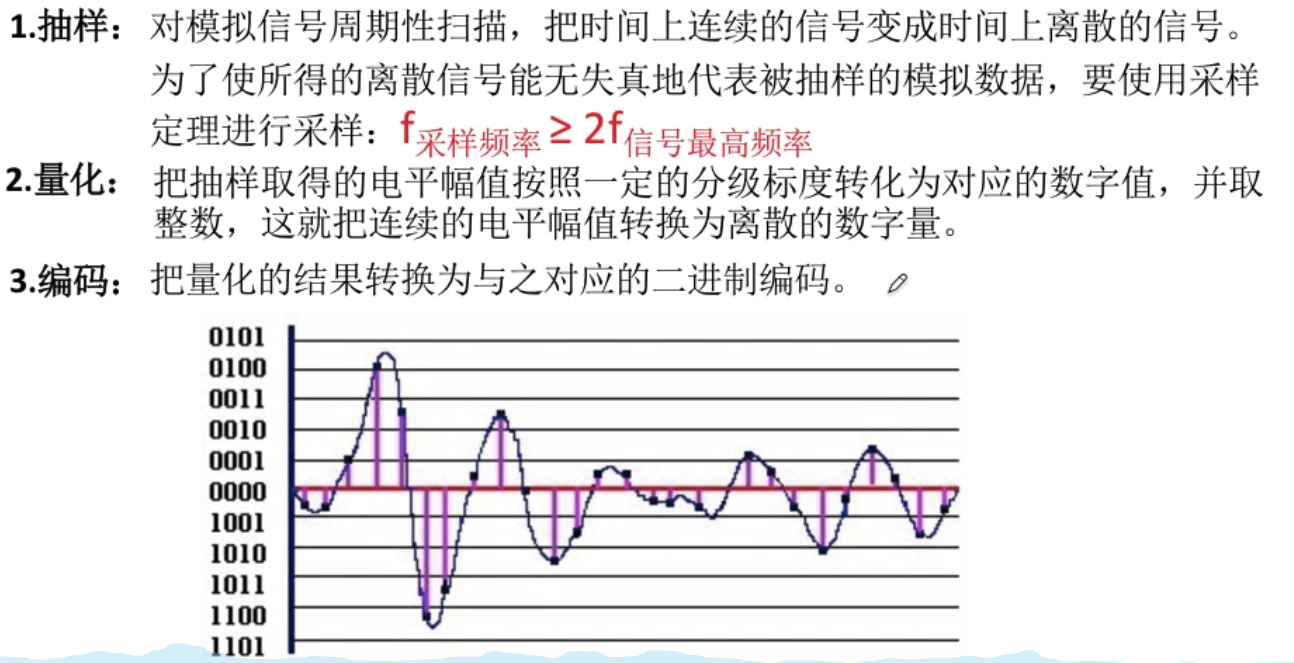 1.抽样：对模拟信号周期性扫描，把时间上连续的信号变成时间上离散的信号。
为了使所得的离散信号能无失真地代表被抽样的模拟数据，要使用采样
定理进行采样：f采样频率 ≥ 2f信号最高频率
2.量化：把抽样取得的电平幅值按照一定的分级标度转化为对应的数字值，并取
整数，这就把连续的电平幅值转换为离散的数字量。
3.编码：把量化的结果转换为与之对应的二进制编码。
0101
0100
0011
0010
0001
0000
1001
1010
1011
1100
1101